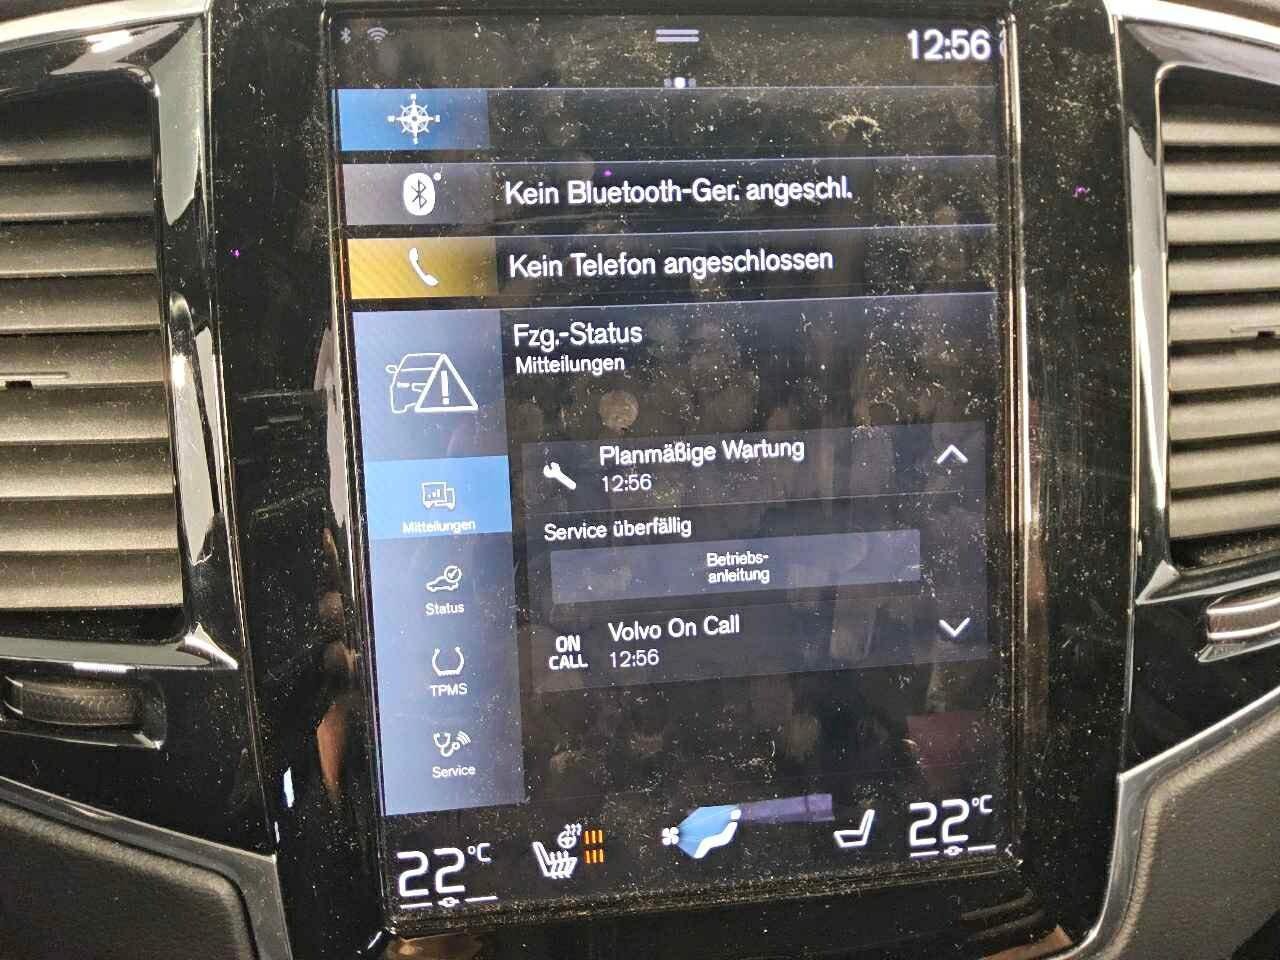 12:56
Kein Bluetooth-Ger. angeschl.
Kein Telefon angeschlossen
Fzg.-Status
Mitteilungen
Planmäßige Wartung
12:56
Mitteilungen
Service überfällig
Betriebs-
anleitung
Status
Volvo On Call
12:56
ON
CALL
TPMS
Service
22°C
22°C